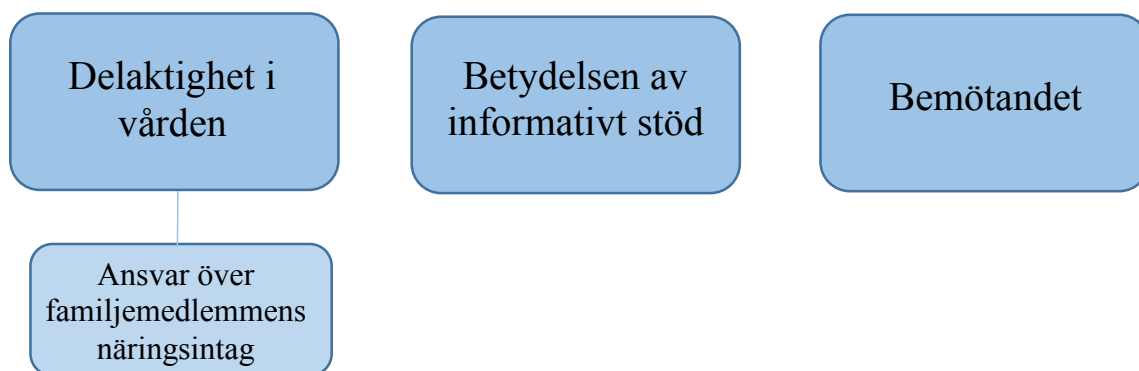 Delaktighet i
vården
Betydelsen av
informativt stöd
Bemötandet
Ansvar över
familjemedlemmens
näringsintag